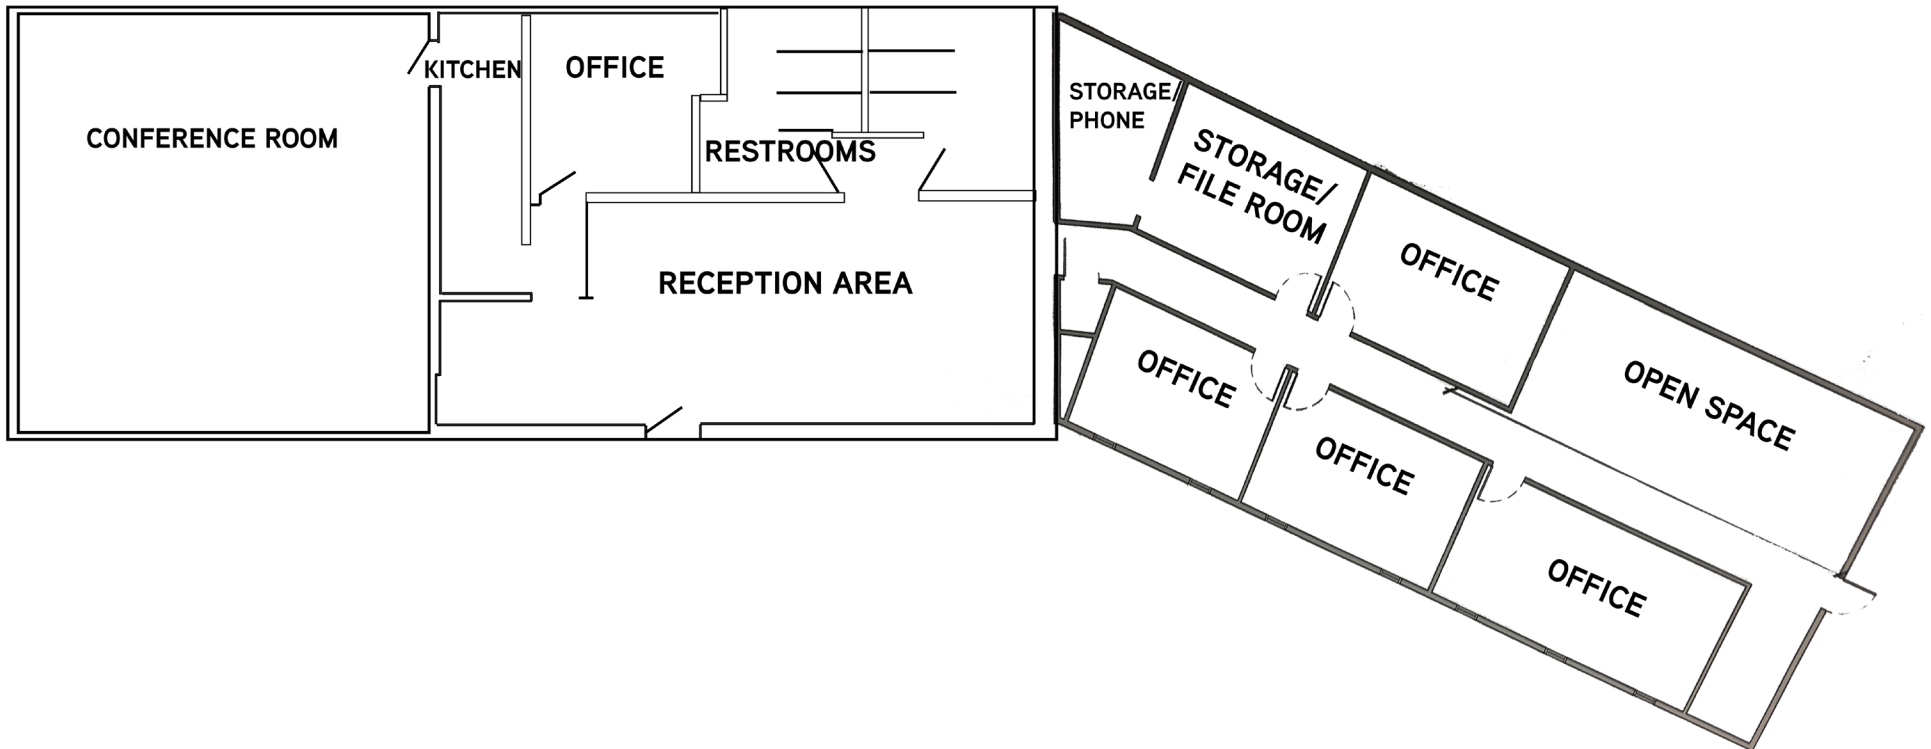 CONFERENCE ROOM
KITCHEN
OFFICE
RESTROOMS
RECEPTION AREA
STORAGE/
PHONE
STORAGE/
FILE ROOM
OFFICE
OPEN SPACE
OFFICE
OFFICE
OFFICE